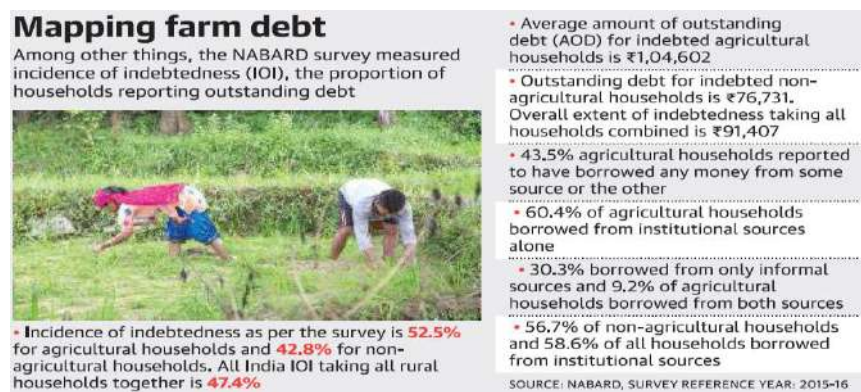 Mapping farm debt
Among other things, the NABARD survey measured
incidence of indebtedness (IOI), the proportion of
households reporting outstanding debt
• Incidence of indebtedness as per the survey is 52.5%
for agricultural households and 42.8% for non-
agricultural households. All India IOI taking all rural
households together is 47.4%
• Average amount of outstanding
debt (AOD) for indebted agricultural
households is ₹1,04,602
• Outstanding debt for indebted non-
agricultural households is ₹76,731.
Overall extent of indebtedness taking all
households combined is ₹91,407
• 43.5% agricultural households reported
to have borrowed any money from some
source or the other
• 60.4% of agricultural households
borrowed from institutional sources
alone
• 30.3% borrowed from only informal
sources and 9.2% of agricultural
households borrowed from both sources
• 56.7% of non-agricultural households
and 58.6% of all households borrowed
from institutional sources
SOURCE: NABARD, SURVEY REFERENCE YEAR: 2015-16